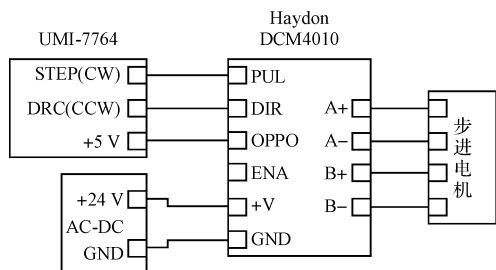 Haydon
UMI-7764
DCM4010
STEP(CW)
PUL
DRC(CCW)
DIR
A+
+5 V
OPPO
A−
ENA
B+
+24 V
+V
B−
AC-DC
GND
GND
步进电机